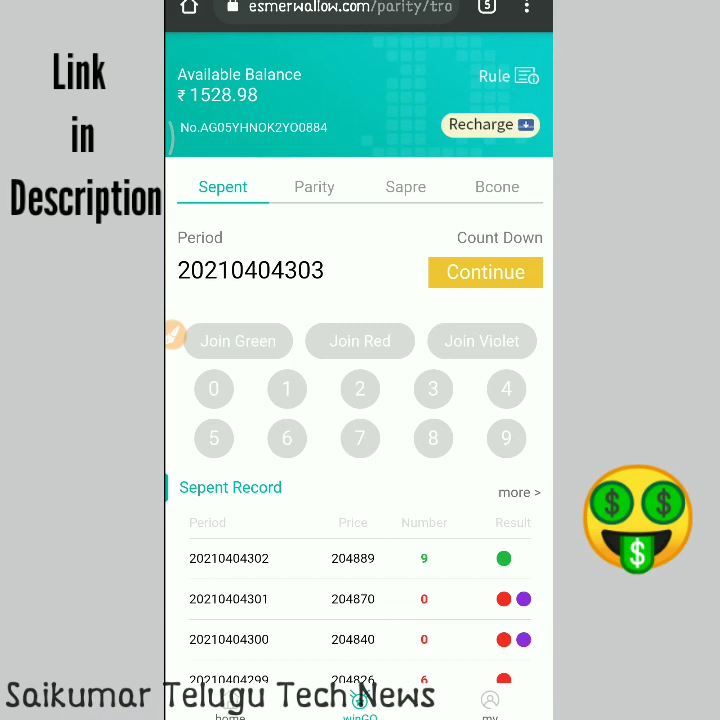 esmerwallow.com/parity/tra
5
Link
in
Description
Available Balance
₹ 1528.98
Rule
No.AG05YHNOK2YO0884
Recharge
Sepent Parity Sapre Bcone
Period Count Down
20210404303 Continue
Join Green Join Red Join Violet
0 1 2 3 4
5 6 7 8 9
Sepent Record
more >
Period Price Number Result
20210404302 204889 9
20210404301 204870 0
20210404300 204840 0
20210404299 204826 6
Saikumar Telugu Tech News
home winGO my